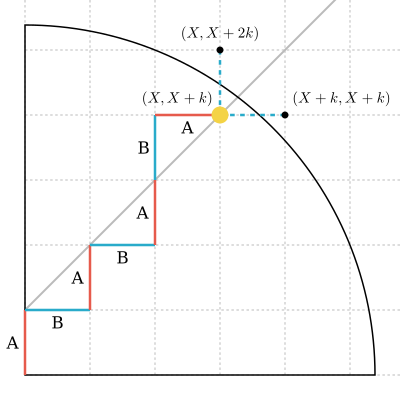 (X, X + 2k)
(X, X + k)
(X + k, X + k)
A
B
A
B
A
B
A